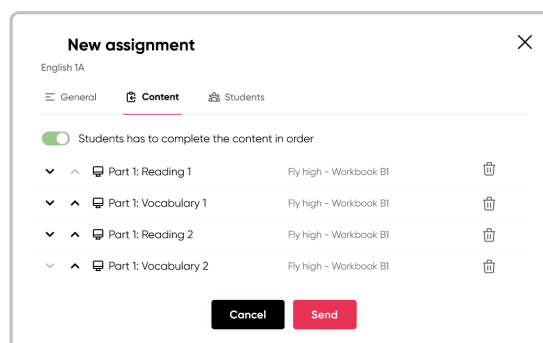 New assignment
English 1A
General Content Students
Students has to complete the content in order
Part 1: Reading 1 Fly high - Workbook B1
Part 1: Vocabulary 1 Fly high - Workbook B1
Part 1: Reading 2 Fly high - Workbook B1
Part 1: Vocabulary 2 Fly high - Workbook B1
Cancel Send